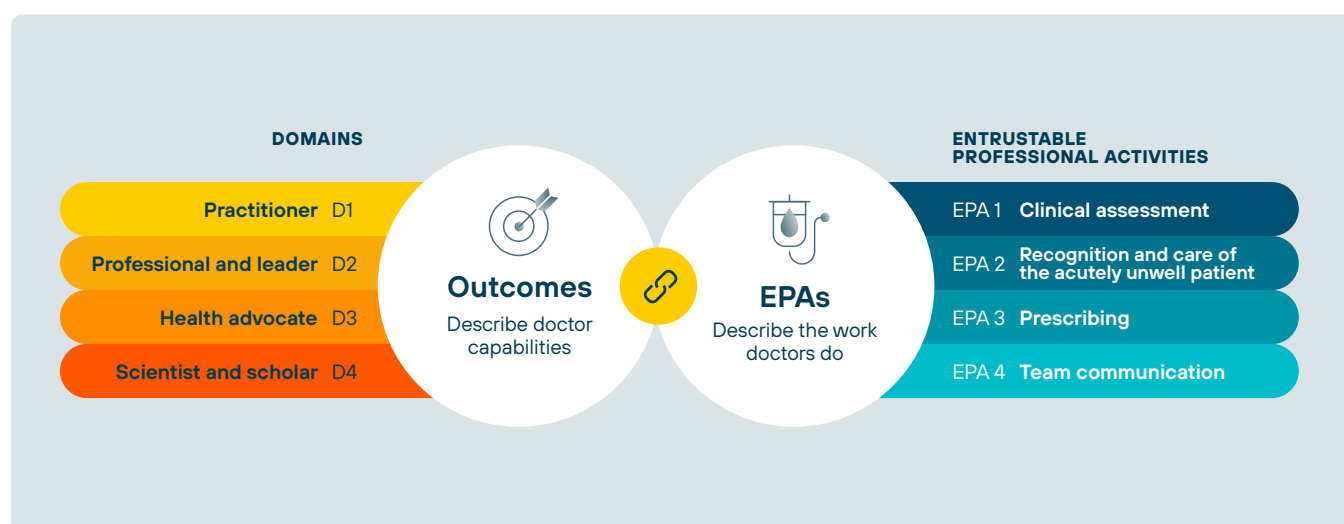 DOMAINS
Practitioner D1
Professional and leader D2
Health advocate D3
Scientist and scholar D4
Outcomes
Describe doctor
capabilities
EPAs
Describe the work
doctors do
ENTRUSTABLE
PROFESSIONAL ACTIVITIES
EPA 1 Clinical assessment
EPA 2 Recognition and care of
the acutely unwell patient
EPA 3 Prescribing
EPA 4 Team communication